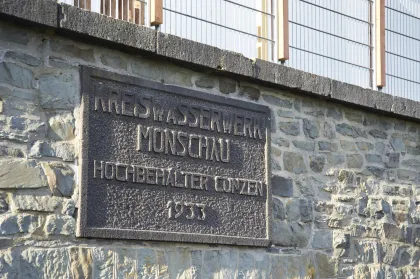 KREISWASSERWERK
MONSCHAU
HOCHBEHÄLTER CONZEN
1933